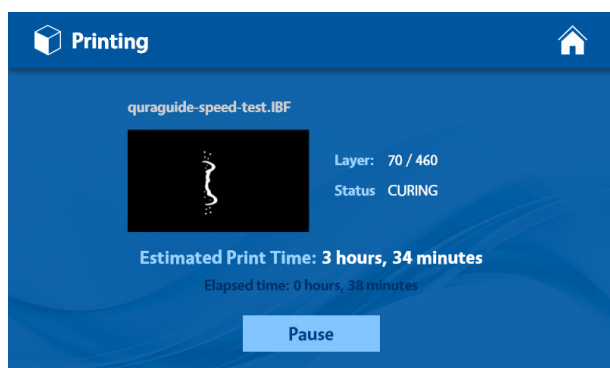 Printing
quraguide-speed-test.IBF
Layer: 70 / 460
Status CURING
Estimated Print Time: 3 hours, 34 minutes
Elapsed time: 0 hours, 38 minutes
Pause